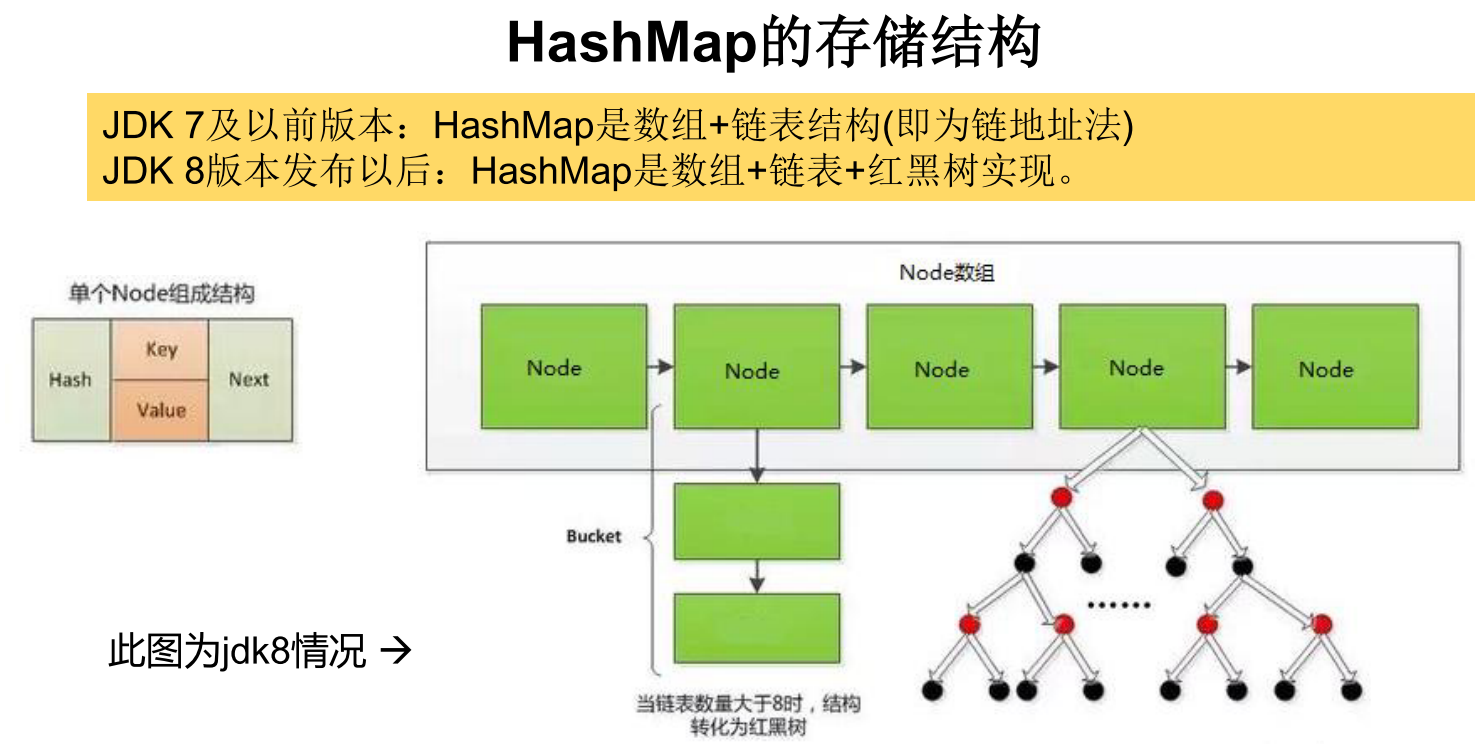 HashMap的存储结构
JDK 7及以前版本：HashMap是数组+链表结构(即为链地址法)
JDK 8版本发布以后：HashMap是数组+链表+红黑树实现。
单个Node组成结构
Hash
Key
Value
Next
Node数组
Node
Node
Node
Node
Node
Bucket
......
此图为jdk8情况 →
当链表数量大于8时，结构
转化为红黑树